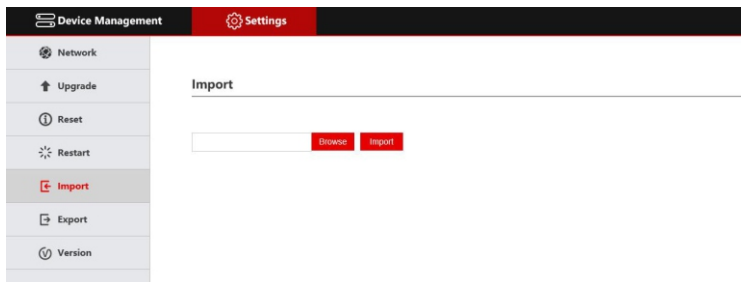 Device Management Settings
Network
Upgrade
Import
Reset
Browse Import
Restart
Import
Export
Version